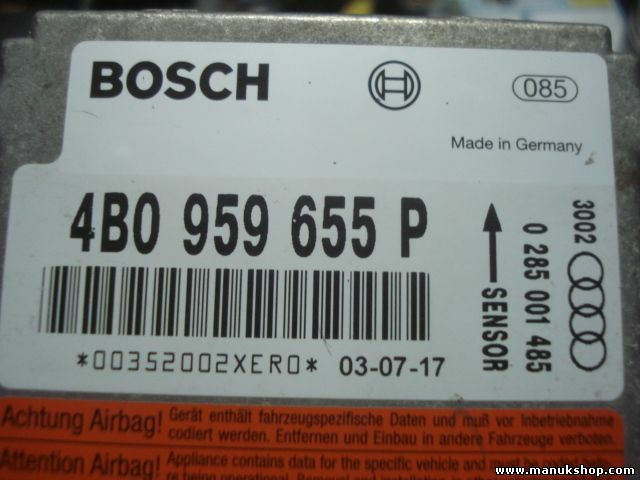 BOSCH
085
Made in Germany
4B0 959 655 P
SENSOR
0 285 001 485
3002
*00352002XER0* 03-07-17
Achtung Airbag!
Gerät enthält fahrzeugspezifische Daten und muß vor Inbetriebnahme
codiert werden. Entfernen und Einbau in andere Fahrzeuge verboten.
Attention Airbag!
Appliance contains data for the specific vehicle and must be
www.manukshop.com